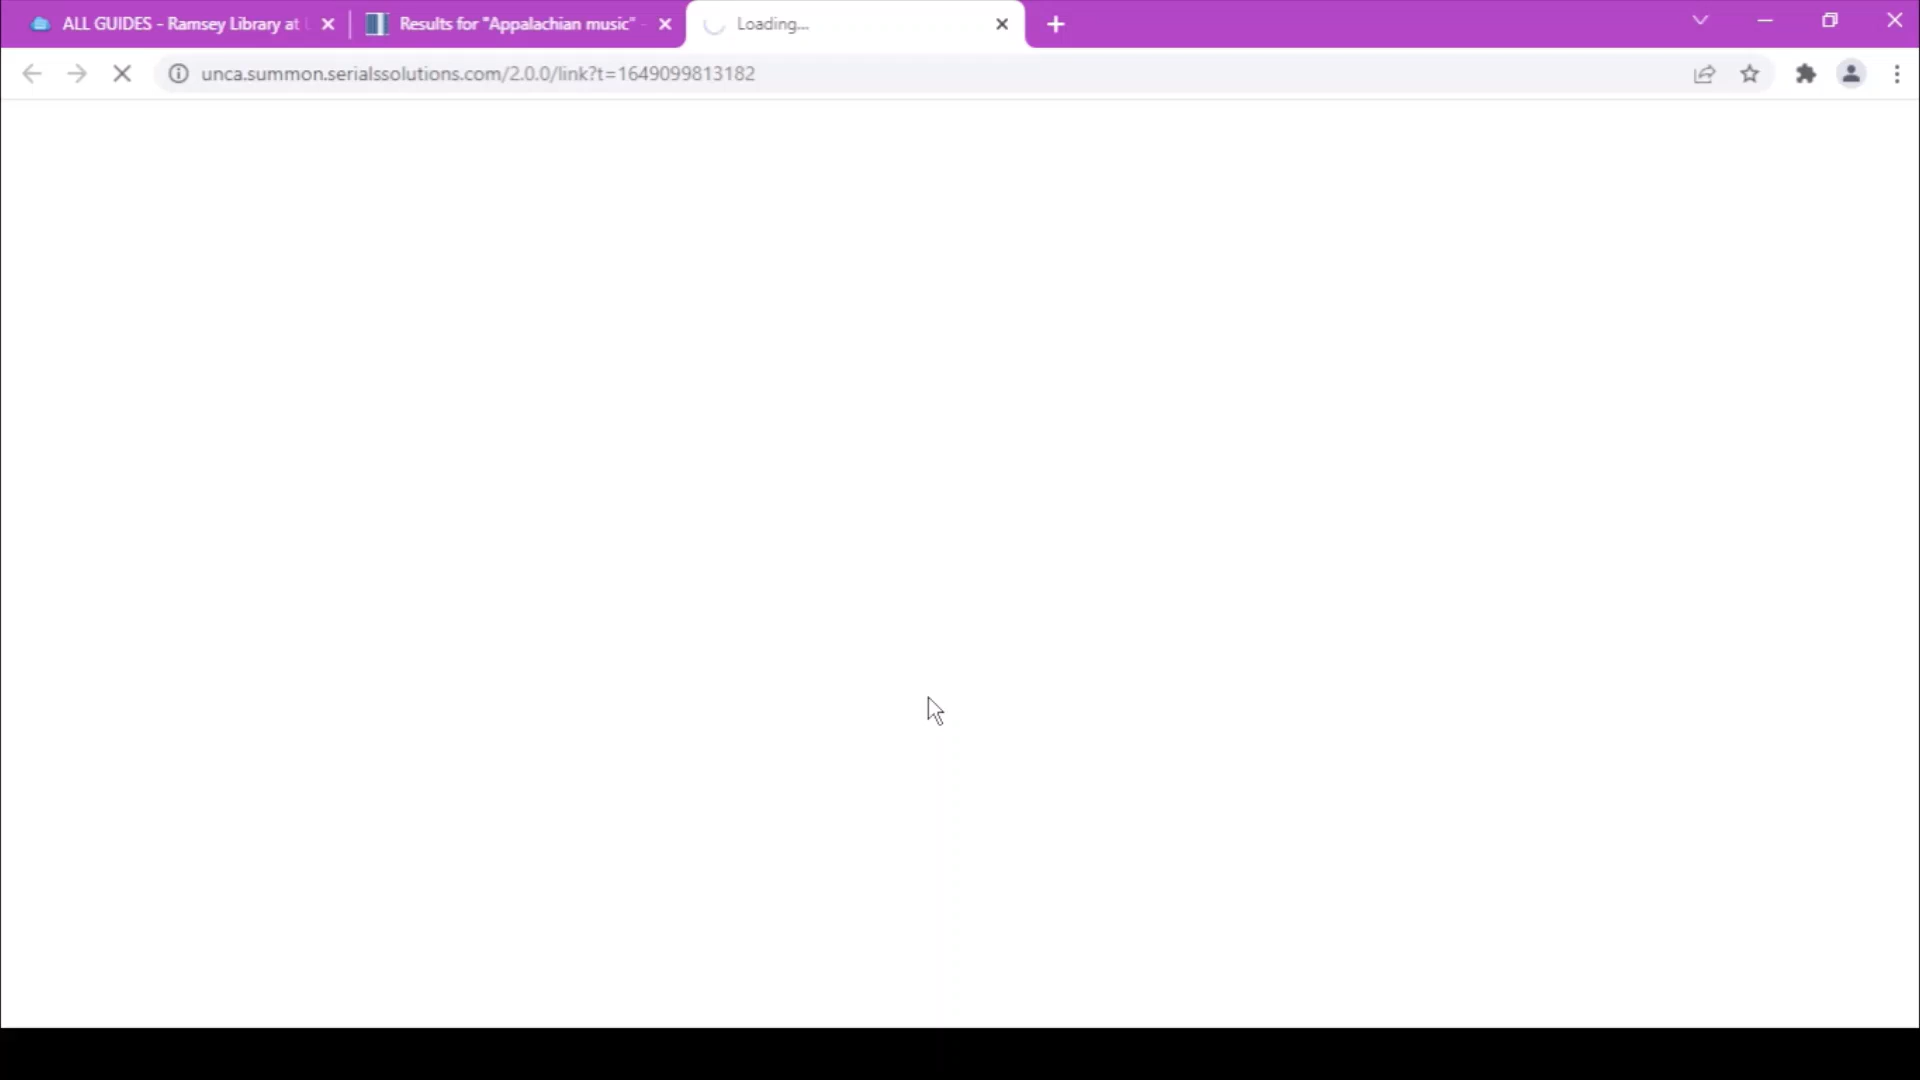 ALL GUIDES - Ramsey Library at
Results for "Appalachian music" -
Loading...
unca.summon.serialssolutions.com/2.0.0/link?t=1649099813182